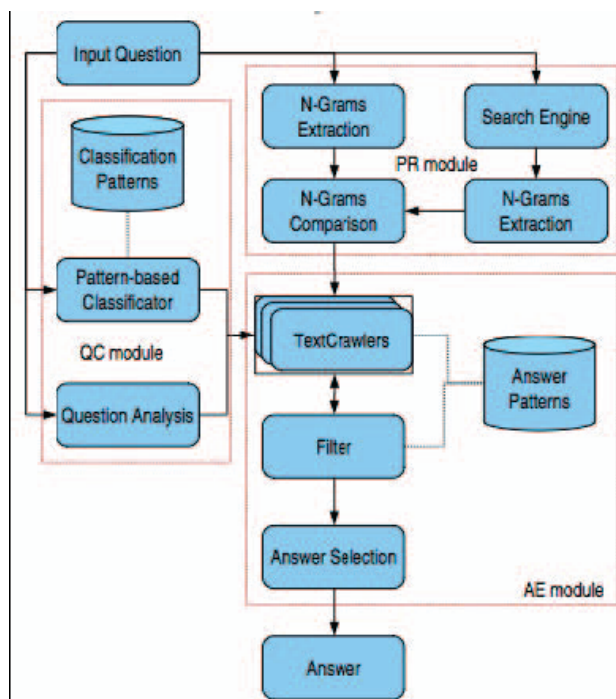 Input Question
N-Grams
Extraction
Search Engine
Classification
Patterns
PR module
N-Grams
Comparison
N-Grams
Extraction
Pattern-based
Classificator
TextCrawlers
QC module
Answer
Patterns
Question Analysis
Filter
Answer Selection
AE module
Answer